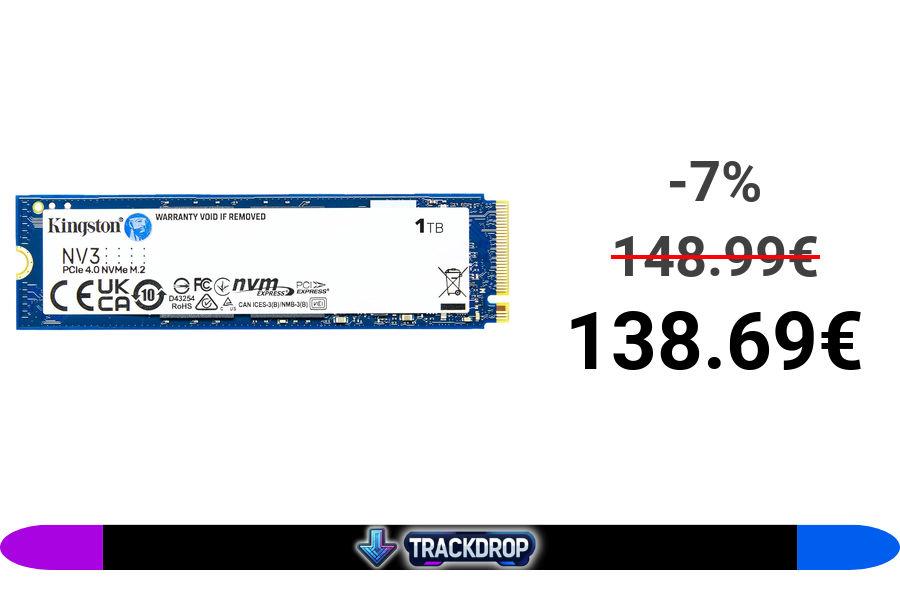 -7%
148.99€
138.69€
Kingston®
WARRANTY VOID IF REMOVED
1TB
NV3
PCIe 4.0 NVMe M.2
CE UK CA 10 FC nvm EXPRESS PCI EXPRESS®
D43254
RoHS
C US
CAN ICES-3(B)/NMB-3(B)
TRACKDROP